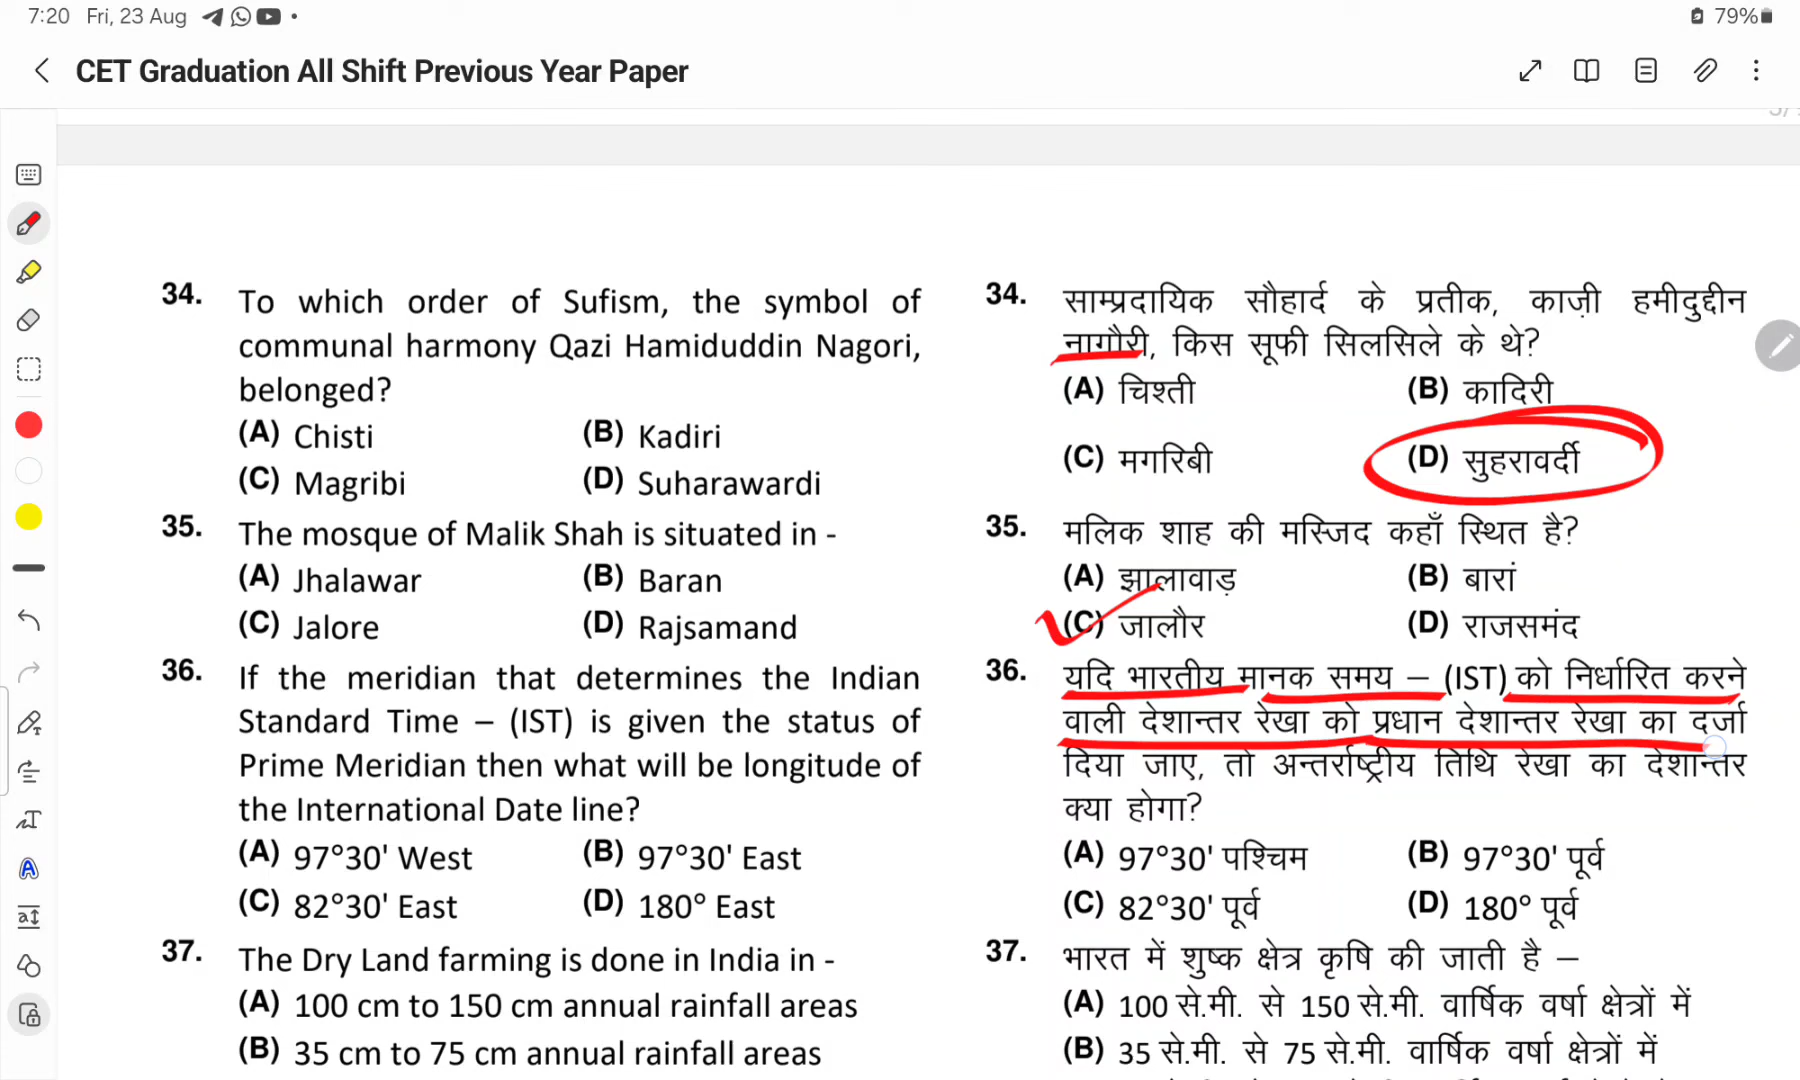 7:20 Fri, 23 Aug
79%
CET Graduation All Shift Previous Year Paper
34. To which order of Sufism, the symbol of
communal harmony Qazi Hamiduddin Nagori,
belonged?
(A) Chisti (B) Kadiri
(C) Magribi (D) Suharawardi
35. The mosque of Malik Shah is situated in -
(A) Jhalawar (B) Baran
(C) Jalore (D) Rajsamand
36. If the meridian that determines the Indian
Standard Time – (IST) is given the status of
Prime Meridian then what will be longitude of
the International Date line?
(A) 97°30' West (B) 97°30' East
(C) 82°30' East (D) 180° East
37. The Dry Land farming is done in India in -
(A) 100 cm to 150 cm annual rainfall areas
(B) 35 cm to 75 cm annual rainfall areas
34. साम्प्रदायिक सौहार्द के प्रतीक, काज़ी हमीदुद्दीन
नागौरी, किस सूफी सिलसिले के थे?
(A) चिश्ती (B) कादिरी
(C) मगरिबी (D) सुहरावर्दी
35. मलिक शाह की मस्जिद कहाँ स्थित है?
(A) झालावाड़ (B) बारां
(C) जालौर (D) राजसमंद
36. यदि भारतीय मानक समय – (IST) को निर्धारित करने
वाली देशान्तर रेखा को प्रधान देशान्तर रेखा का दर्जा
दिया जाए, तो अन्तर्राष्ट्रीय तिथि रेखा का देशान्तर
क्या होगा?
(A) 97°30' पश्चिम (B) 97°30' पूर्व
(C) 82°30' पूर्व (D) 180° पूर्व
37. भारत में शुष्क क्षेत्र कृषि की जाती है –
(A) 100 से.मी. से 150 से.मी. वार्षिक वर्षा क्षेत्रों में
(B) 35 से.मी. से 75 से.मी. वार्षिक वर्षा क्षेत्रों में